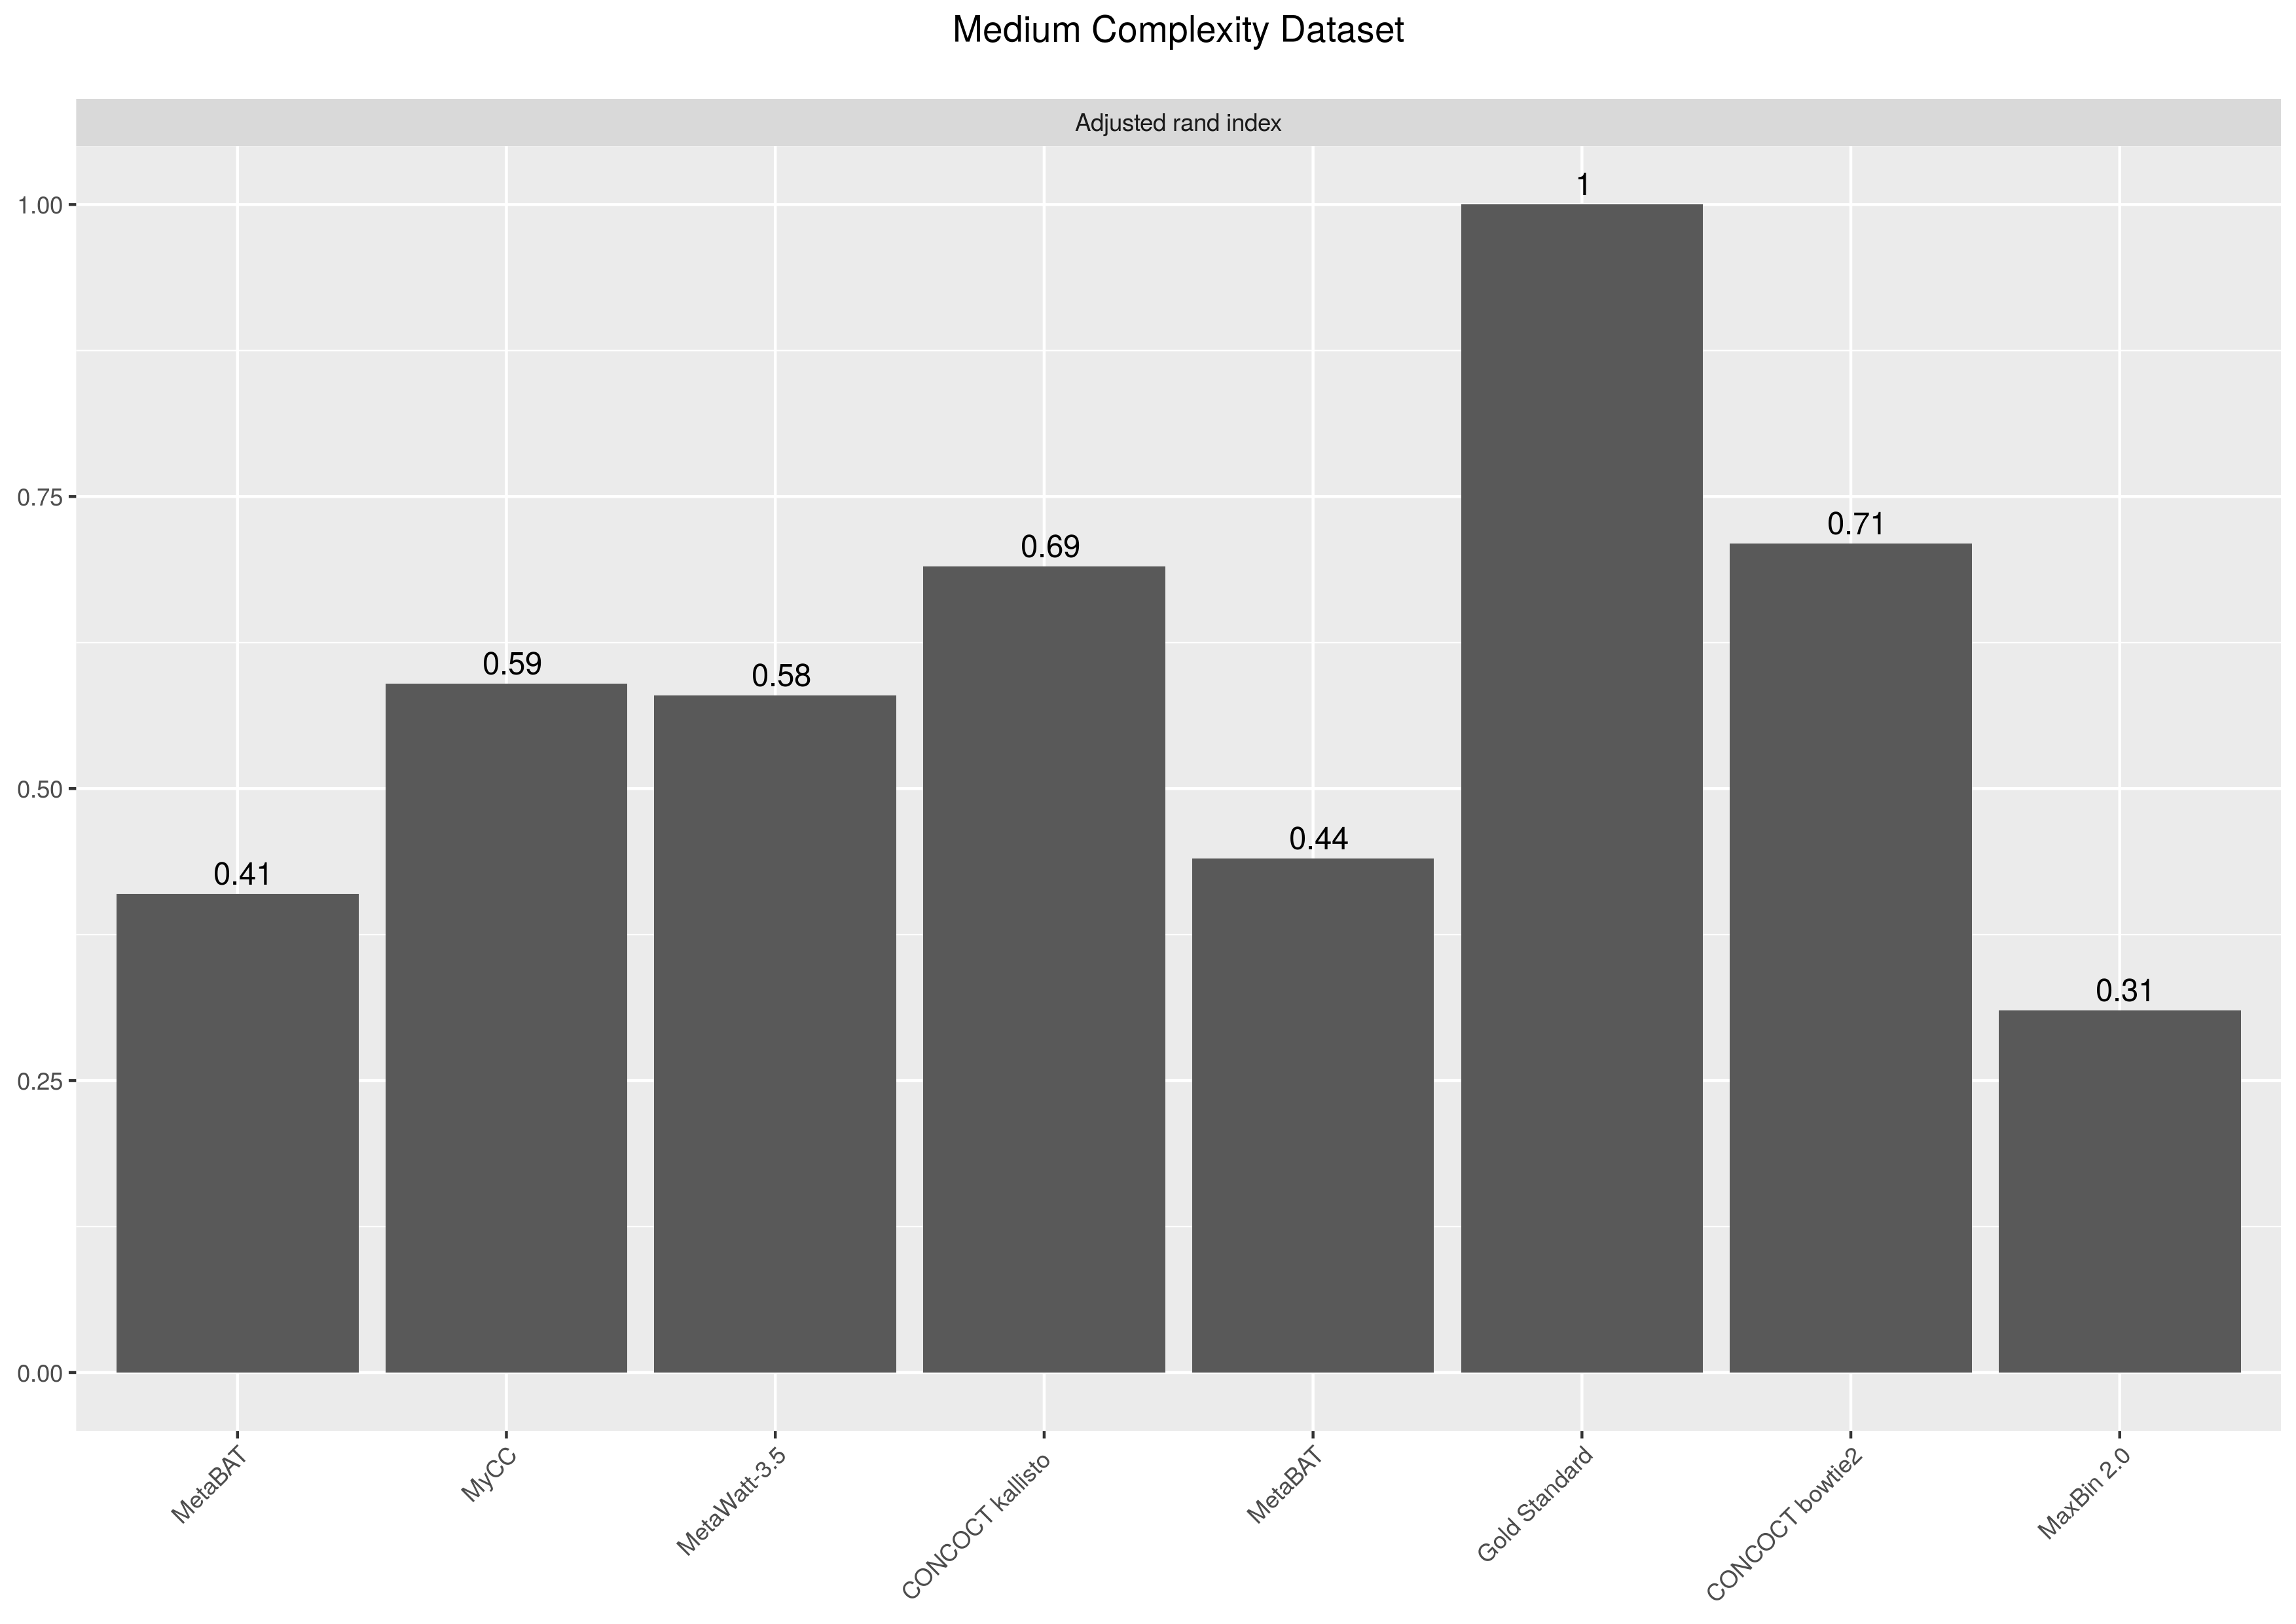 Medium Complexity Dataset
Adjusted rand index
1.00
0.75
0.50
0.25
0.00
0.41
0.59
0.58
0.69
0.44
1
0.71
0.31
MetaBAT
MyCC
MetaWatt-3.5
CONCOCT kallisto
MetaBAT
Gold Standard
CONCOCT bowtie2
MaxBin 2.0